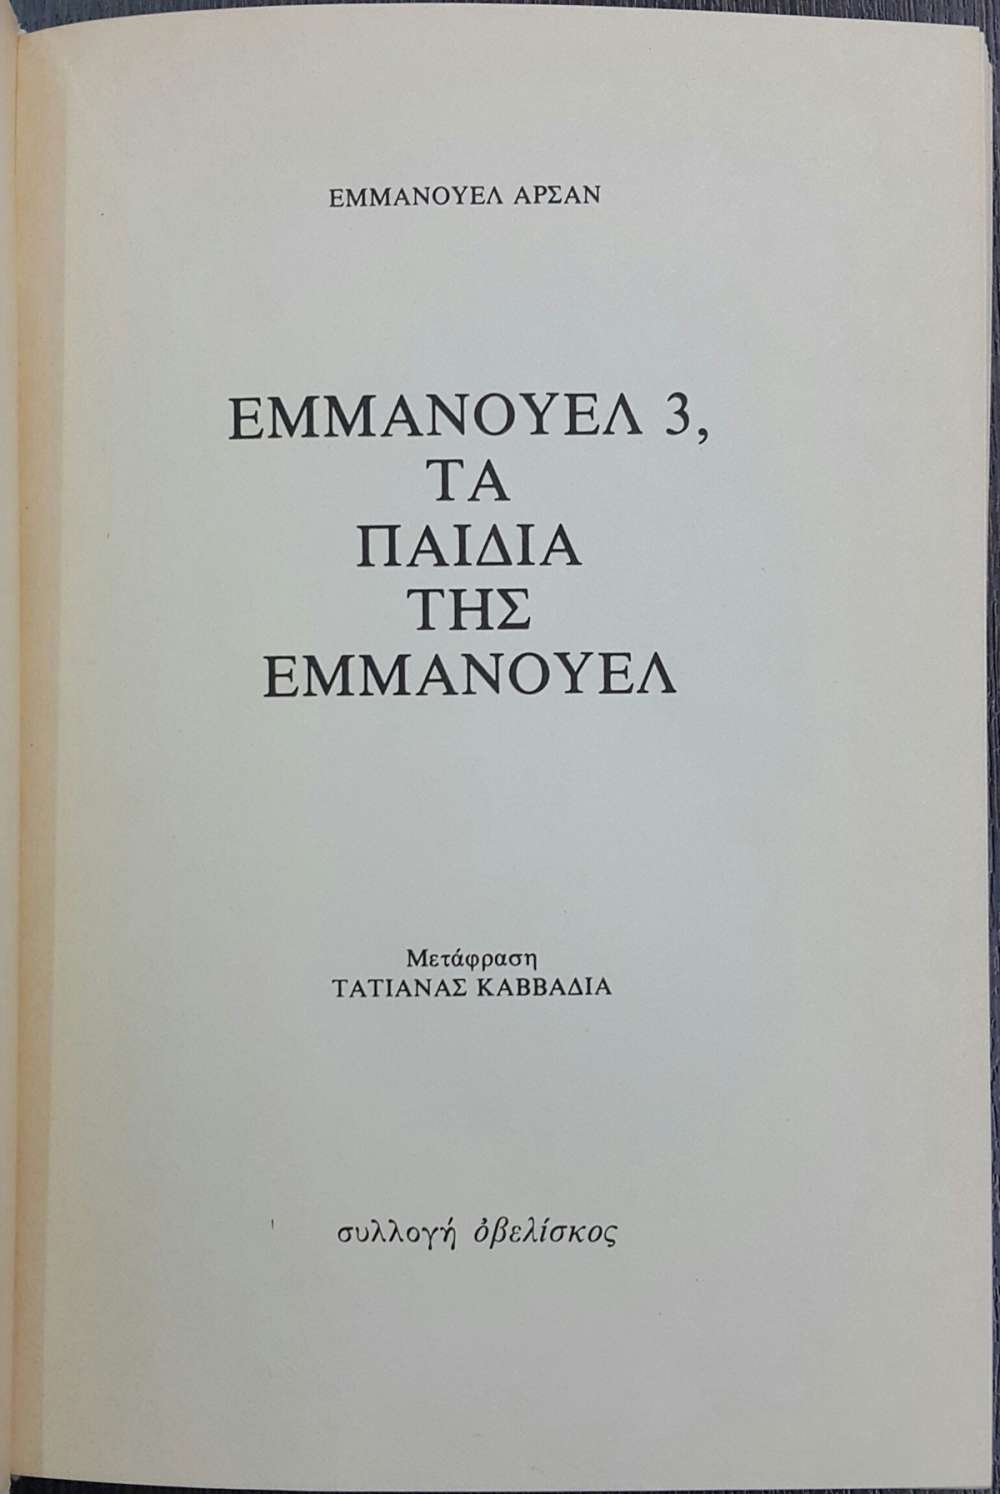 ΕΜΜΑΝΟΥΕΛ ΑΡΣΑΝ
ΕΜΜΑΝΟΥΕΛ 3,
ΤΑ
ΠΑΙΔΙΑ
ΤΗΣ
ΕΜΜΑΝΟΥΕΛ
Μετάφραση
ΤΑΤΙΑΝΑΣ ΚΑΒΒΑΔΙΑ
συλλογή ὀβελίσκος